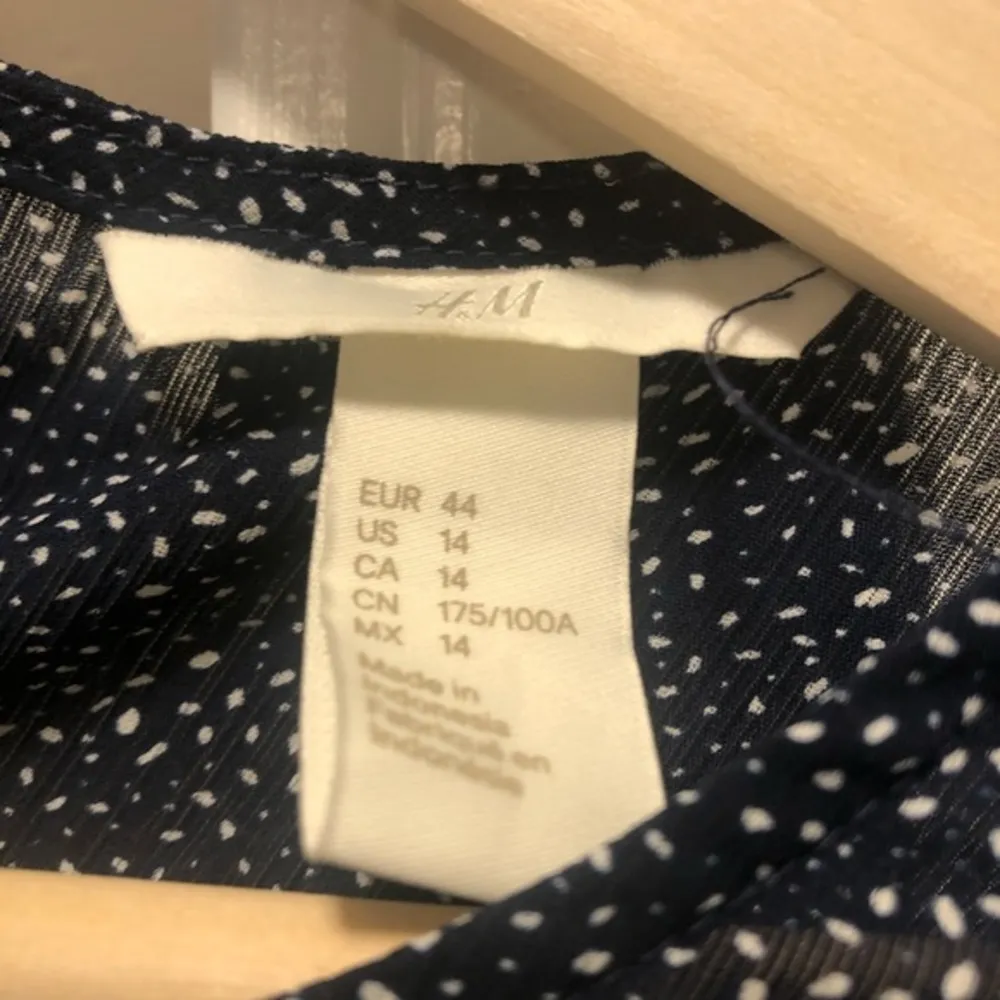 H&M
EUR 44
US 14
CA 14
CN 175/100A
MX 14
Made in
Indonesia
Fabriqué en
Indonésie